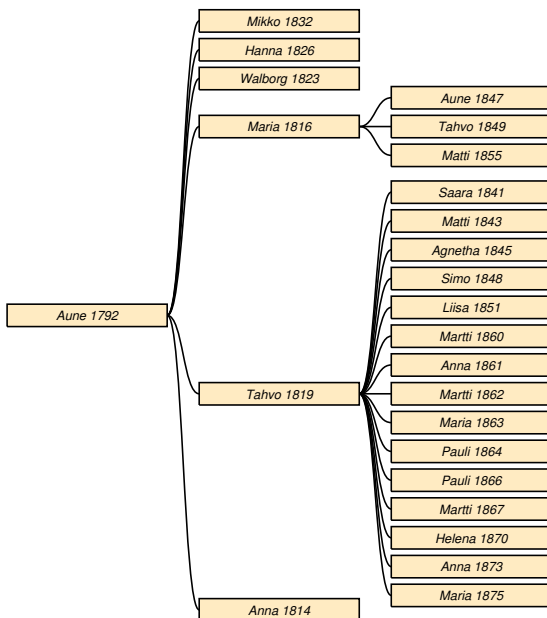 Mikko 1832
Hanna 1826
Walborg 1823
Maria 1816
Aune 1847
Tahvo 1849
Matti 1855
Aune 1792
Tahvo 1819
Saara 1841
Matti 1843
Agnetha 1845
Simo 1848
Liisa 1851
Martti 1860
Anna 1861
Martti 1862
Maria 1863
Pauli 1864
Pauli 1866
Martti 1867
Helena 1870
Anna 1873
Maria 1875
Anna 1814